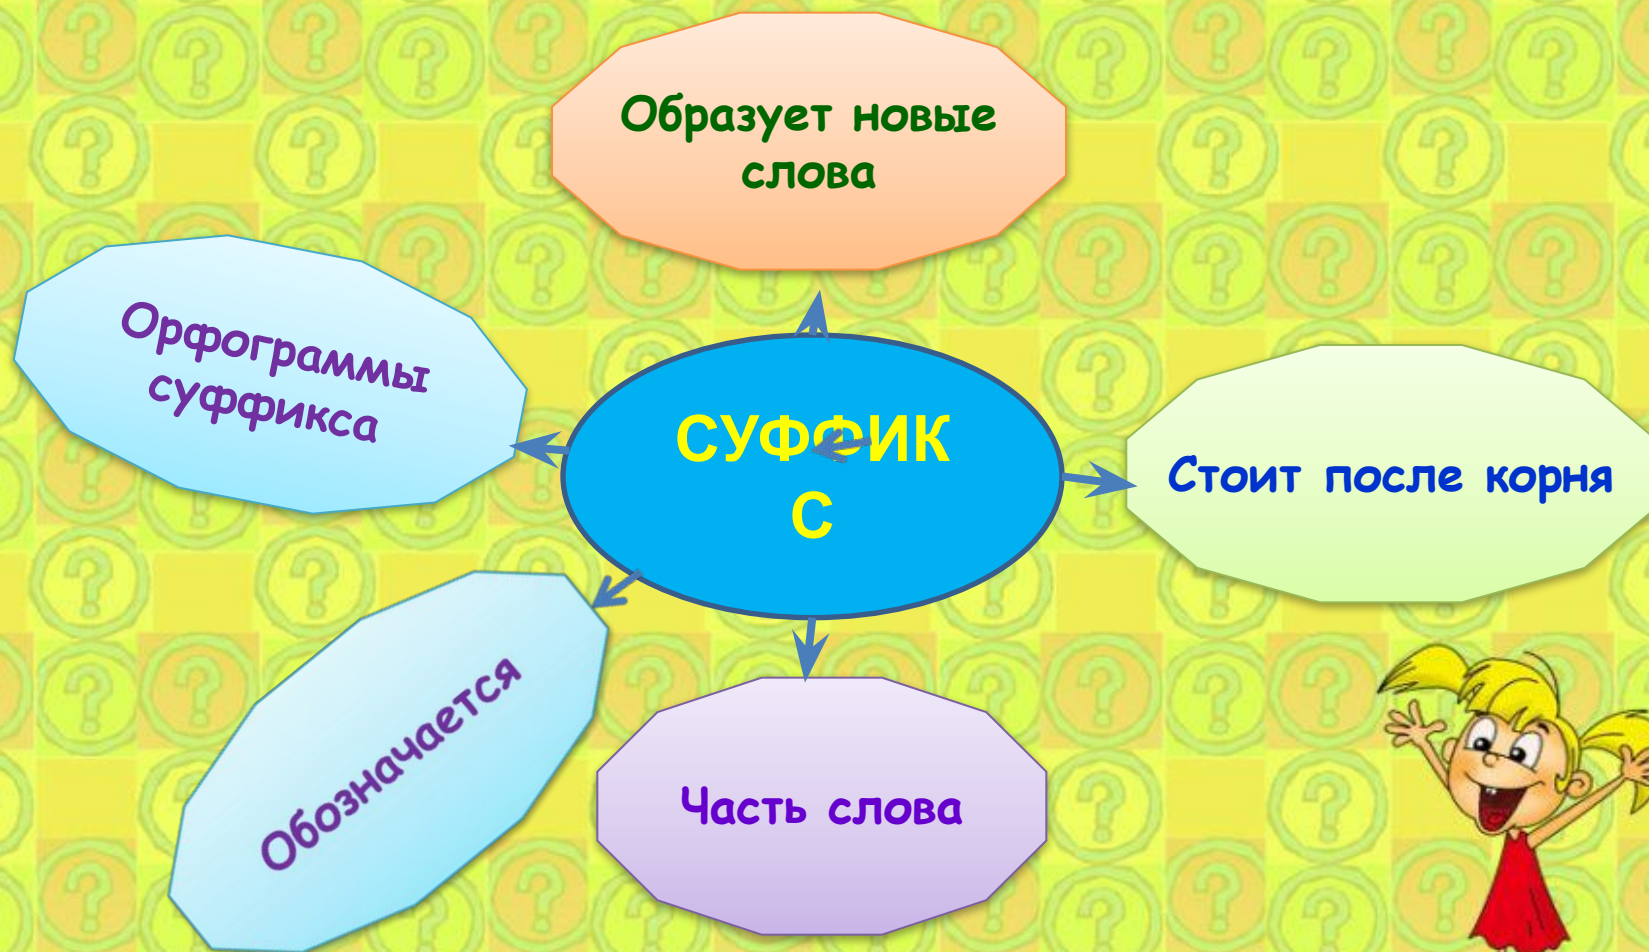 Образует новые
слова
Орфограммы
суффикса
СУФФИК
С
Стоит после корня
Обозначается
Часть слова